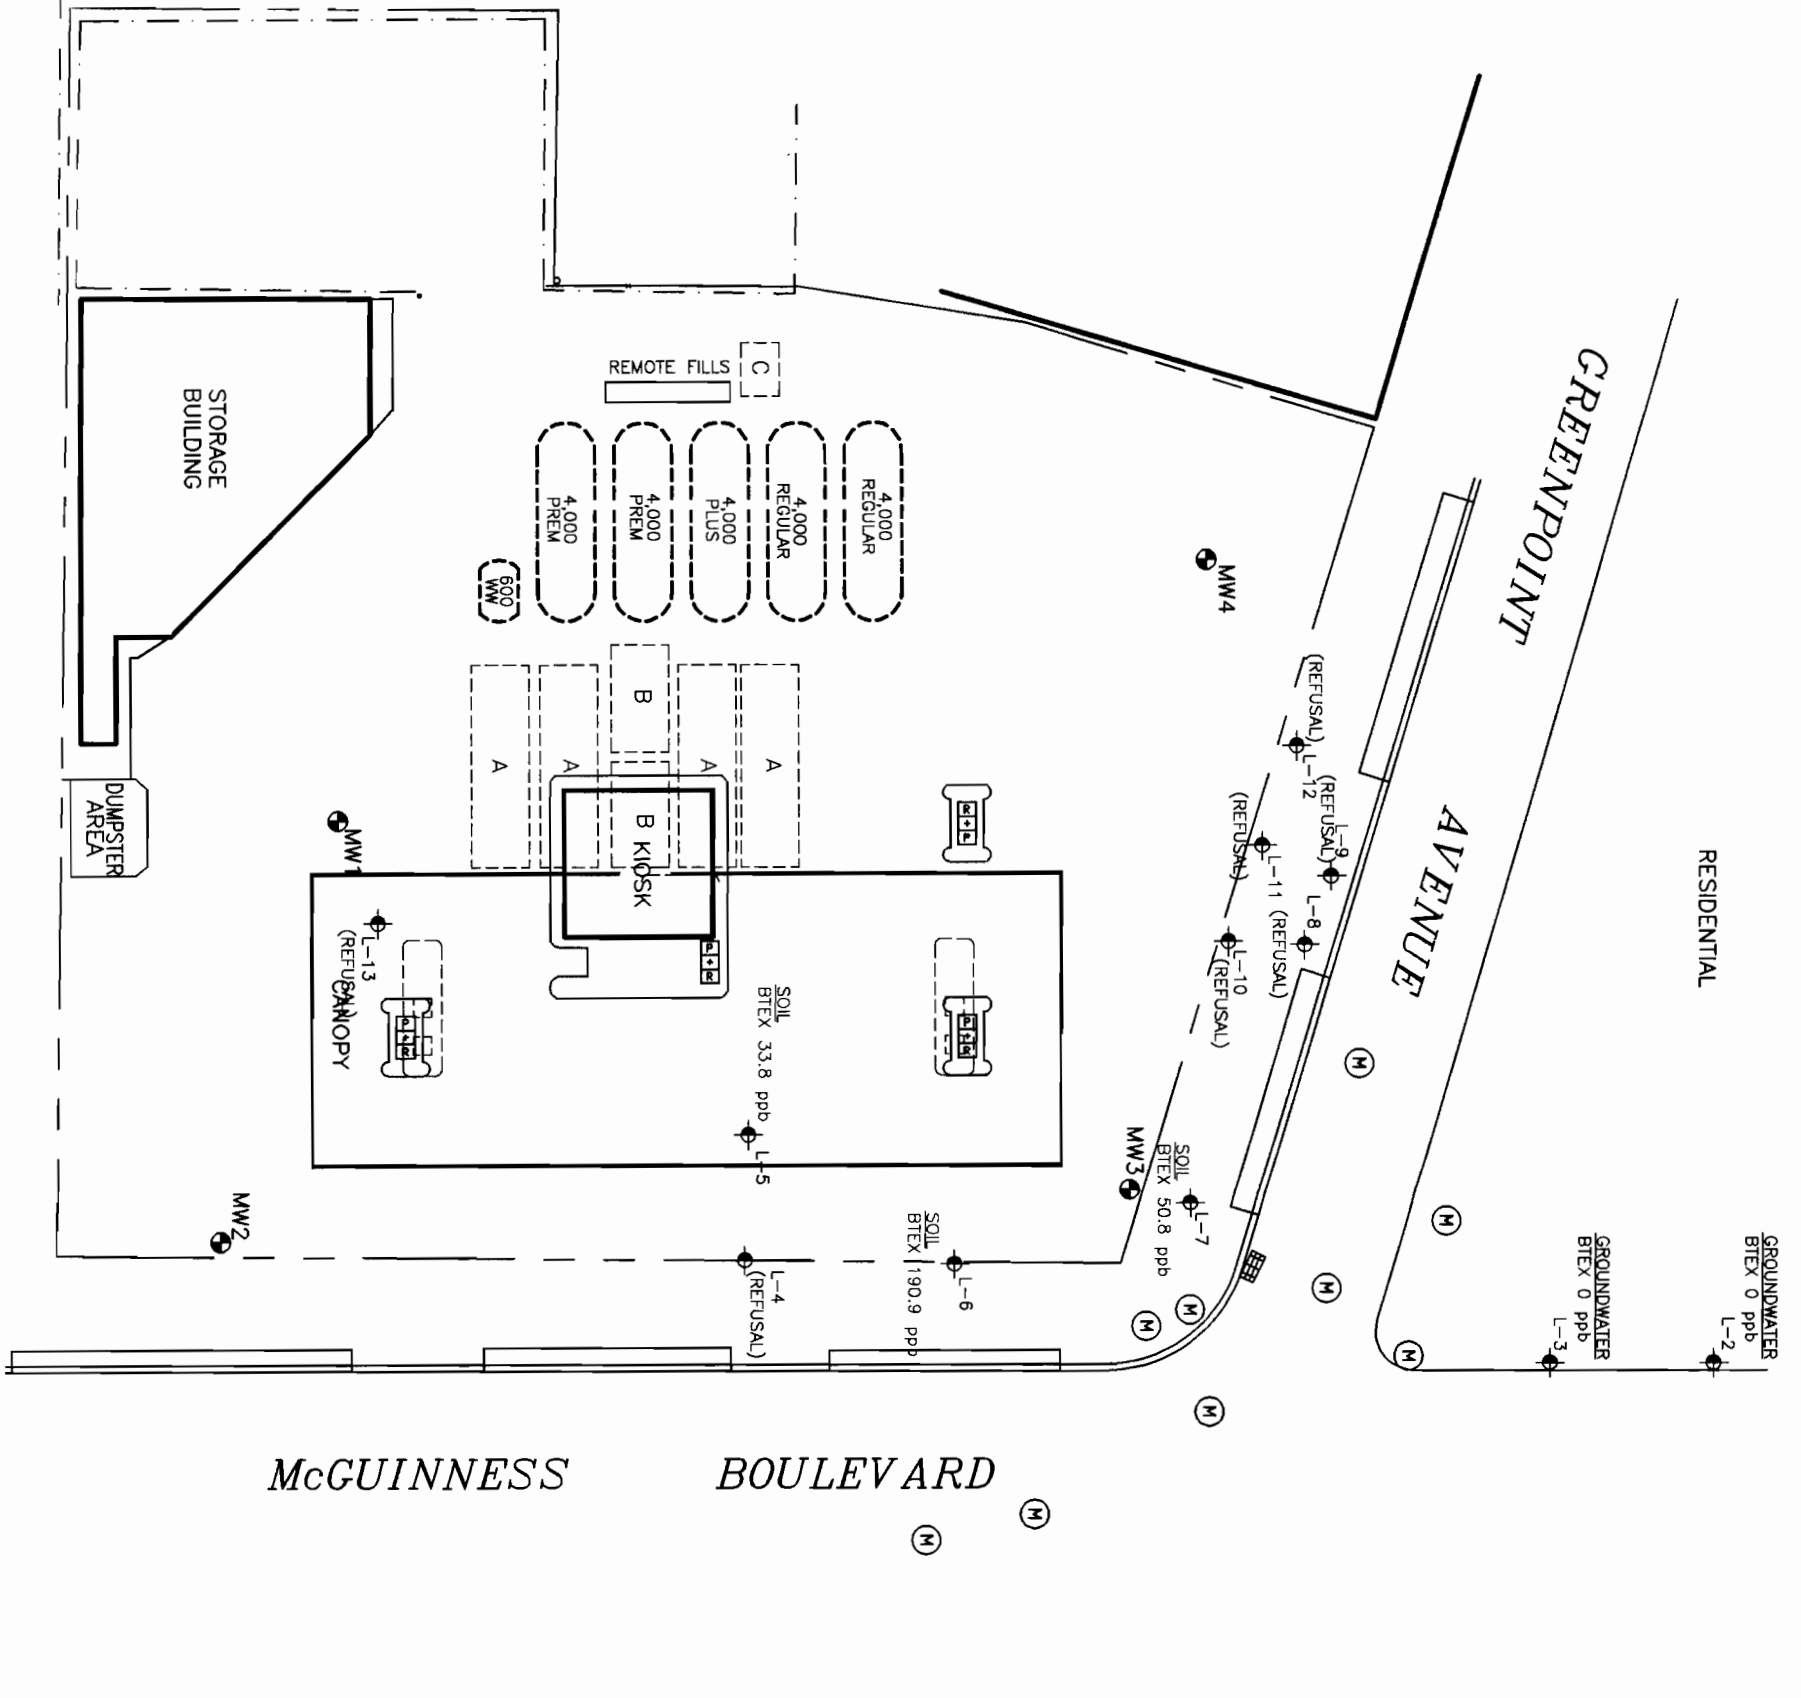 GREENPOINT
AVENUE
RESIDENTIAL
REMOTE FILLS
C
4,000
PREM
4,000
PREM
4,000
PLUS
4,000
REGULAR
4,000
REGULAR
600
WW
STORAGE
BUILDING
MW4
(REFUSAL)
L-12
(REFUSAL)
L-9
(REFUSAL)
L-11
L-8
(REFUSAL)
L-10
(REFUSAL)
A
A
B
A
A
B
KIOSK
DUMPSTER
AREA
MW1
L-13
(REFUSAL)
CANOPY
SOIL
BTEX 33.8 ppb
L-5
MW3
SOIL
BTEX 50.8 ppb
L-7
MW2
L-4
(REFUSAL)
SOIL
BTEX 190.9 ppb
L-6
GROUNDWATER
BTEX 0 ppb
L-3
GROUNDWATER
BTEX 0 ppb
L-2
M
M
M
M
M
M
M
M
M
McGUINNESS BOULEVARD